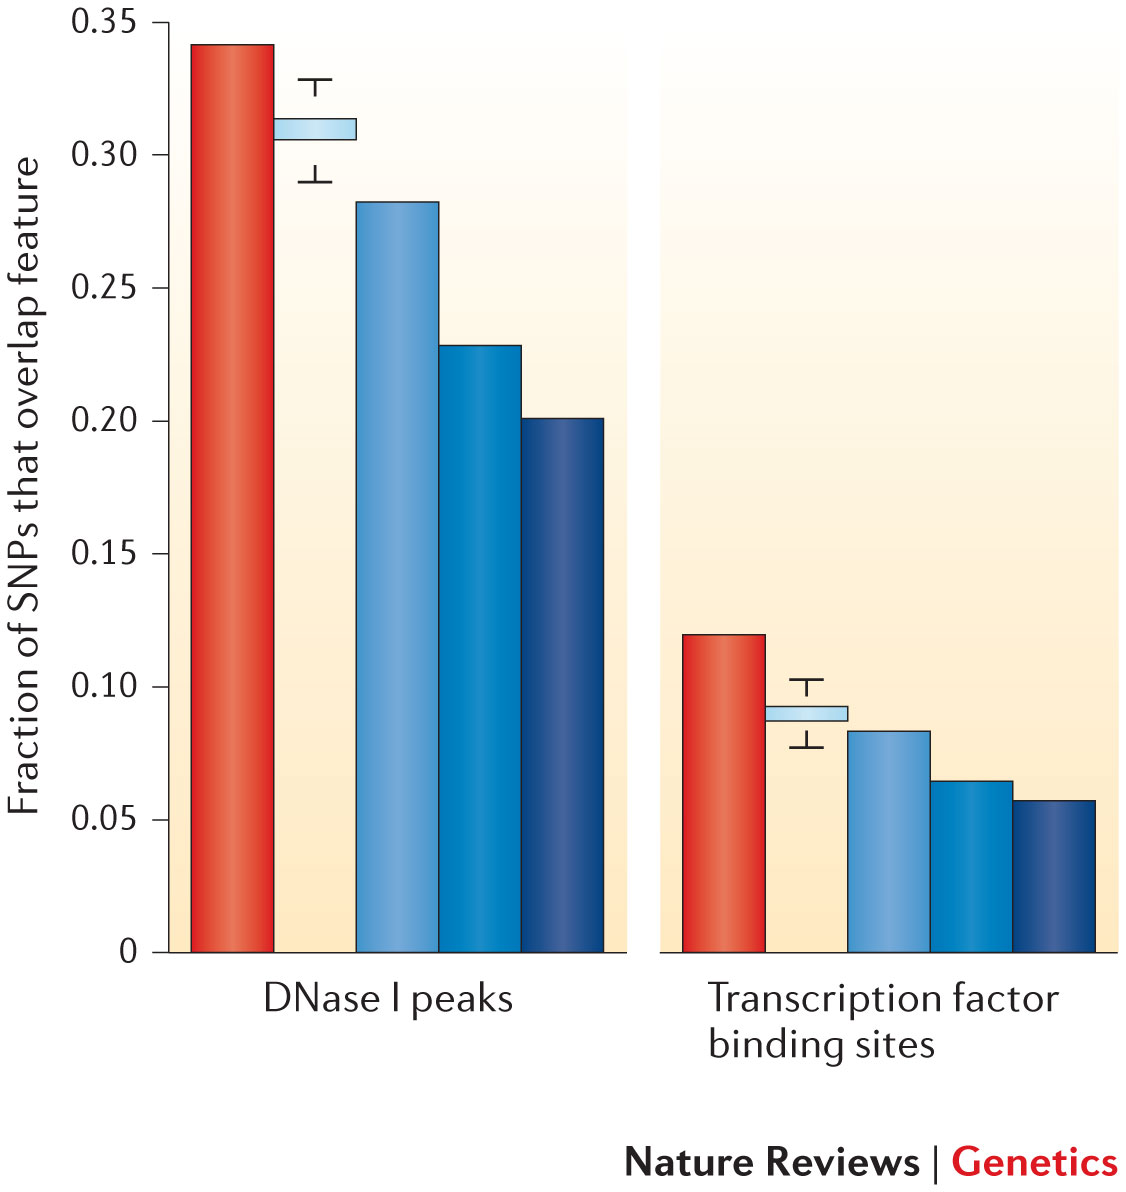 Fraction of SNPs that overlap feature
0.35
0.30
0.25
0.20
0.15
0.10
0.05
0
DNase I peaks
Transcription factor
binding sites
Nature Reviews | Genetics